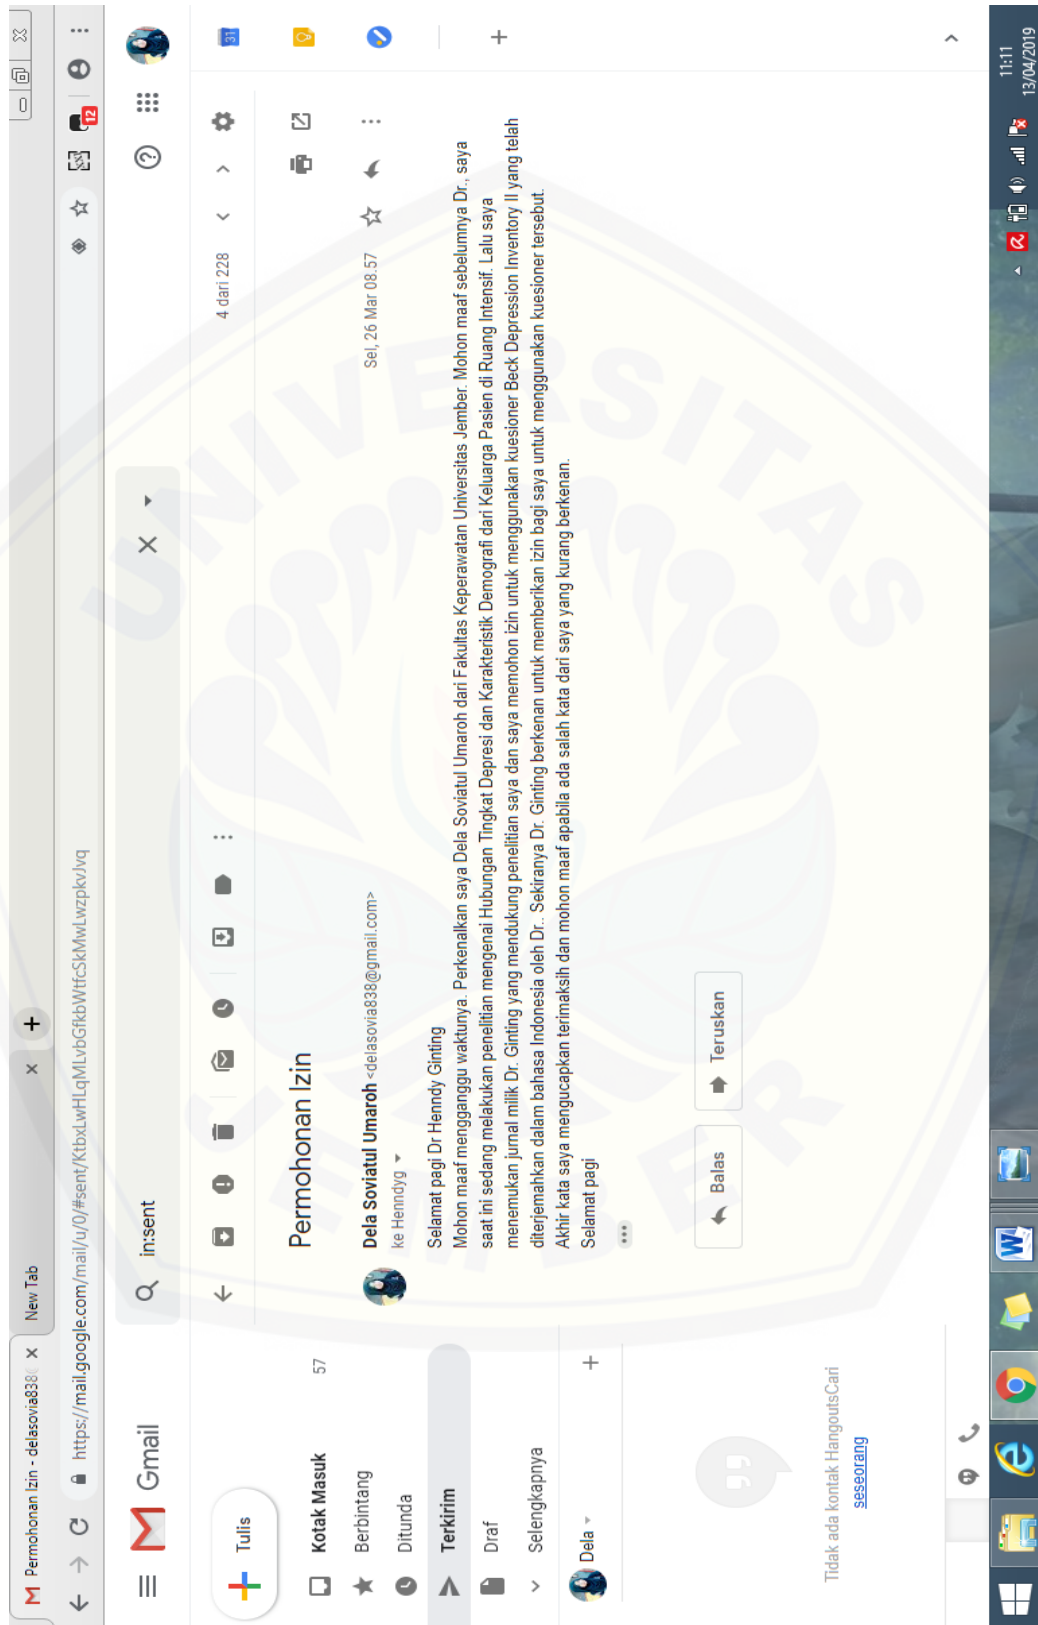 Permohonan Izin - delasovia838(
New Tab
https://mail.google.com/mail/u/0/#sent/KtbxLwHLqMLvbGfkbWtfcSkMwLwzpkvJvq
12
Gmail
in:sent
Tulis
Kotak Masuk 57
Berbintang
Ditunda
Terkirim
Draf
Selengkapnya
Dela
Tidak ada kontak HangoutsCari
seseorang
4 dari 228
31
Permohonan Izin
Dela Soviatul Umaroh <delasovia838@gmail.com>
Sel, 26 Mar 08.57
ke Henndyg
Selamat pagi Dr Henndy Ginting
Mohon maaf mengganggu waktunya. Perkenalkan saya Dela Soviatul Umaroh dari Fakultas Keperawatan Universitas Jember. Mohon maaf sebelumnya Dr., saya
saat ini sedang melakukan penelitian mengenai Hubungan Tingkat Depresi dan Karakteristik Demografi dari Keluarga Pasien di Ruang Intensif. Lalu saya
menemukan jurnal milik Dr. Ginting yang mendukung penelitian saya dan saya memohon izin untuk menggunakan kuesioner Beck Depression Inventory II yang telah
diterjemahkan dalam bahasa Indonesia oleh Dr.. Sekiranya Dr. Ginting berkenan untuk memberikan izin bagi saya untuk menggunakan kuesioner tersebut.
Akhir kata saya mengucapkan terimaksih dan mohon maaf apabila ada salah kata dari saya yang kurang berkenan.
Selamat pagi
Balas
Teruskan
11:11
13/04/2019
UNIVERSITAS
JEMBER